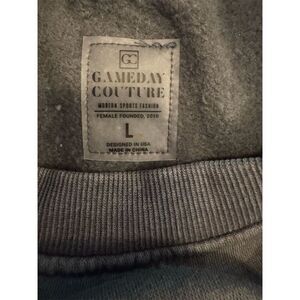 GC
GAMEDAY
COUTURE
MODERN SPORTS FASHION
FEMALE FOUNDED, 2010
L
DESIGNED IN USA
MADE IN CHINA